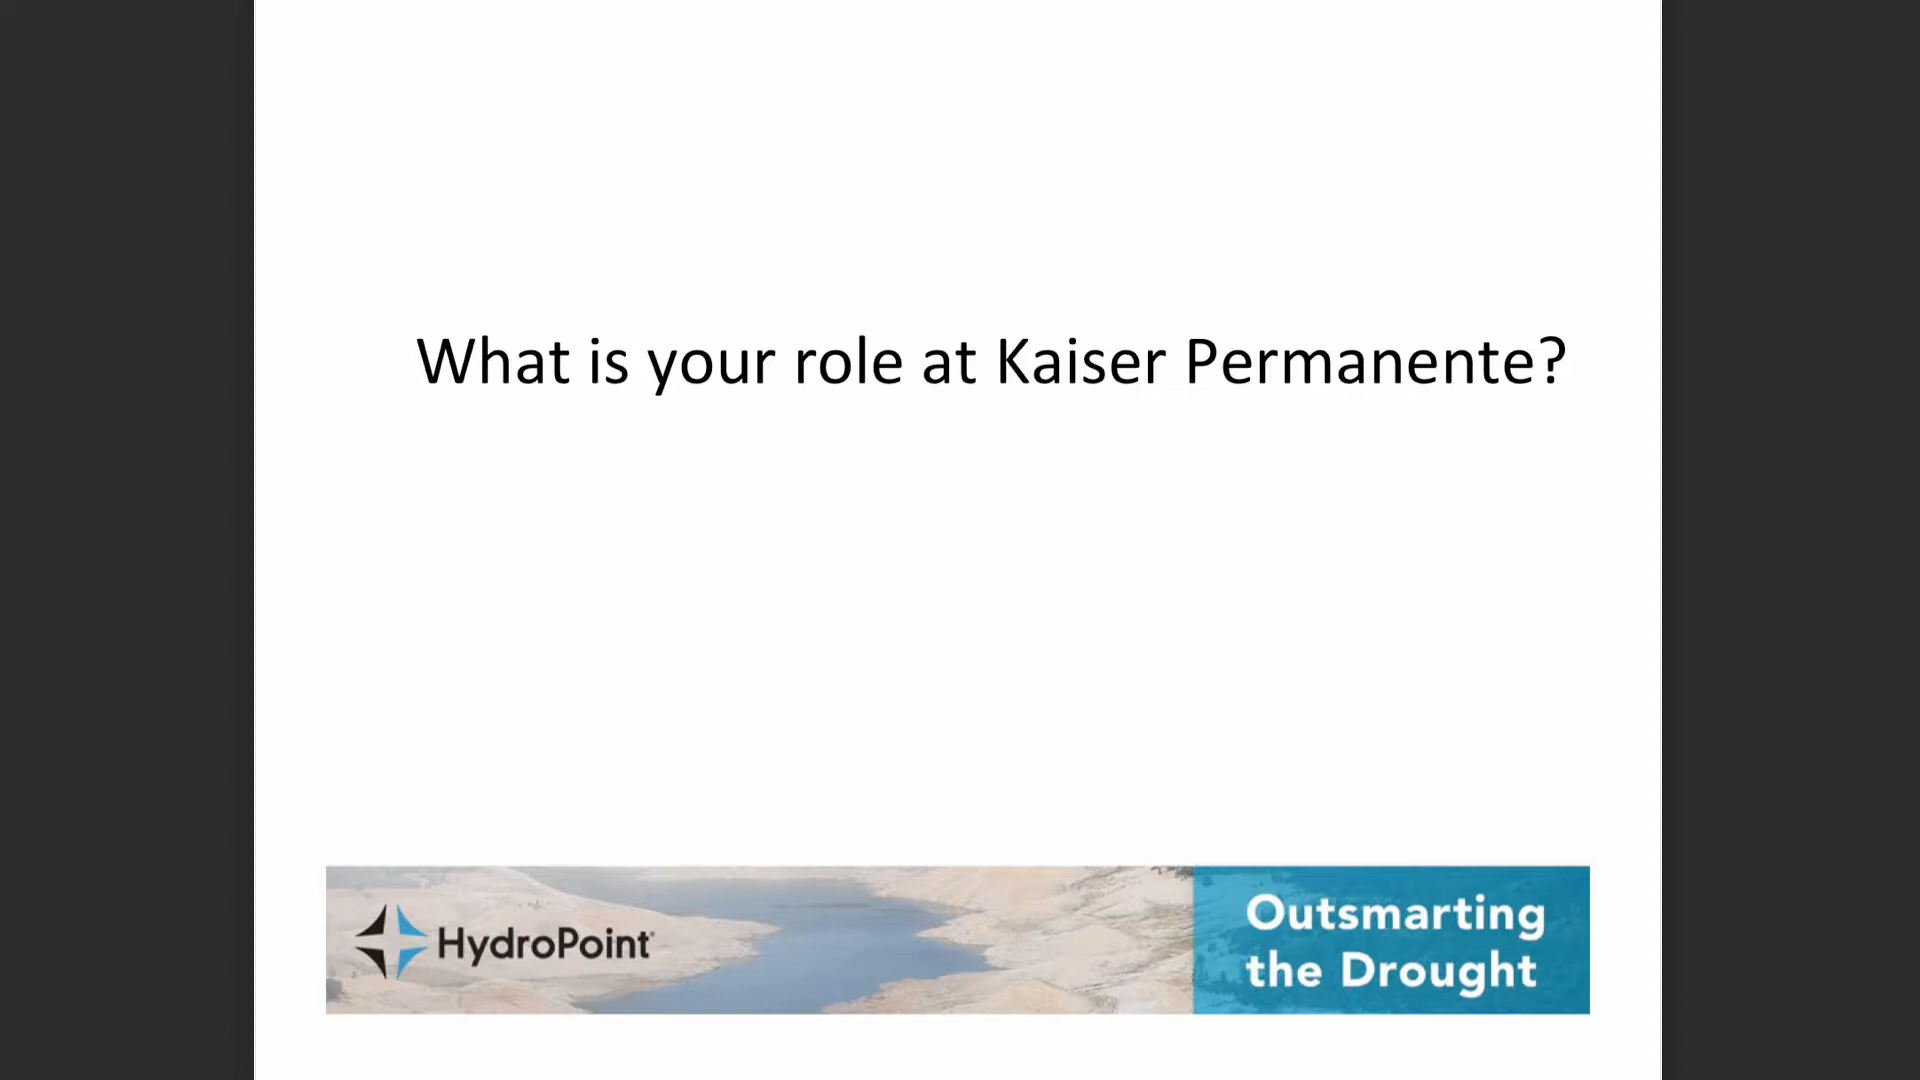 What is your role at Kaiser Permanente?
HydroPoint
Outsmarting
the Drought